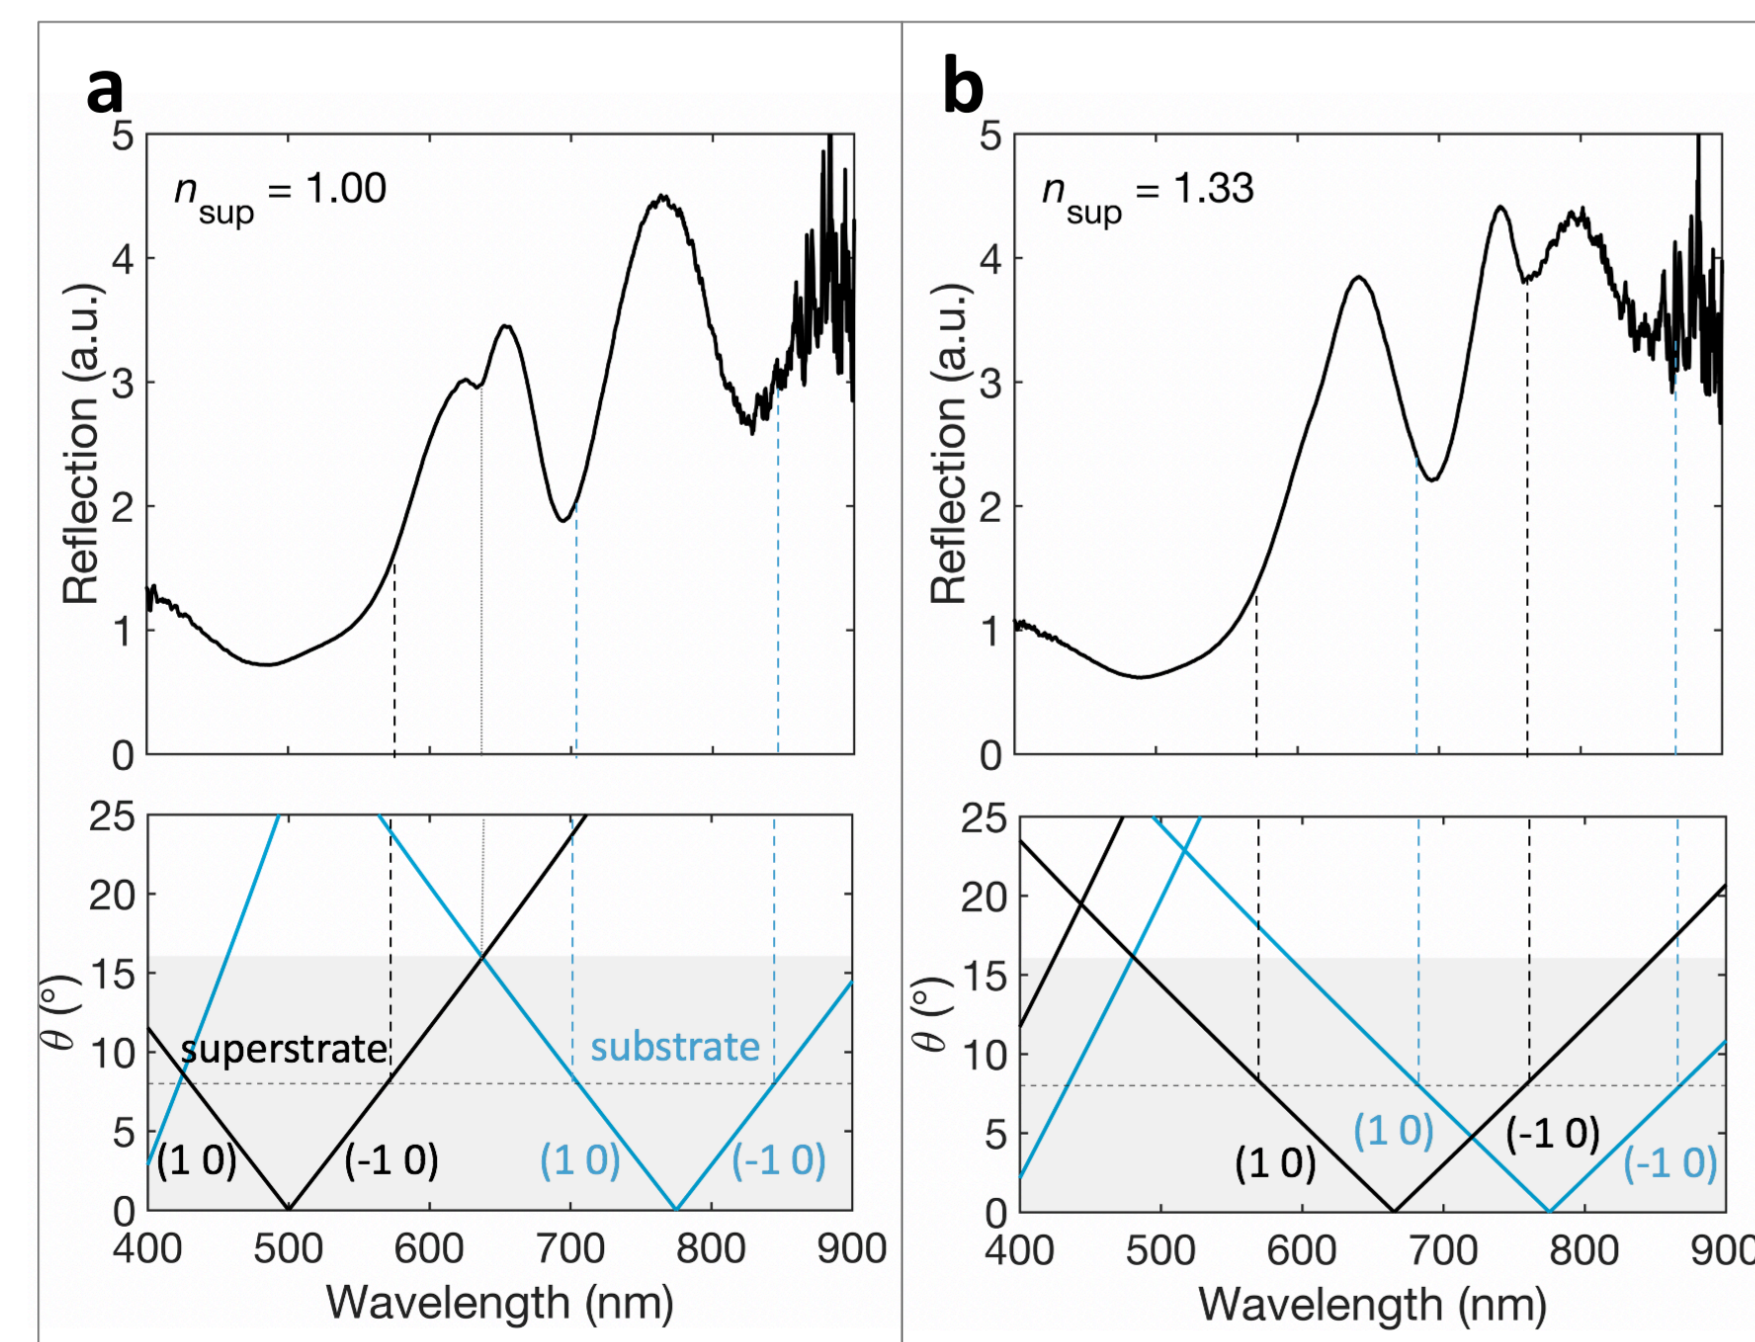 a
n sup = 1.00
5
4
3
2
1
0
Reflection (a.u.)
25
20
15
10
5
0
θ (°)
superstrate
substrate
(1 0)
(-1 0)
(1 0)
(-1 0)
400 500 600 700 800 900
Wavelength (nm)
b
n sup = 1.33
5
4
3
2
1
0
Reflection (a.u.)
25
20
15
10
5
0
θ (°)
(1 0)
(1 0)
(-1 0)
(-1 0)
400 500 600 700 800 900
Wavelength (nm)